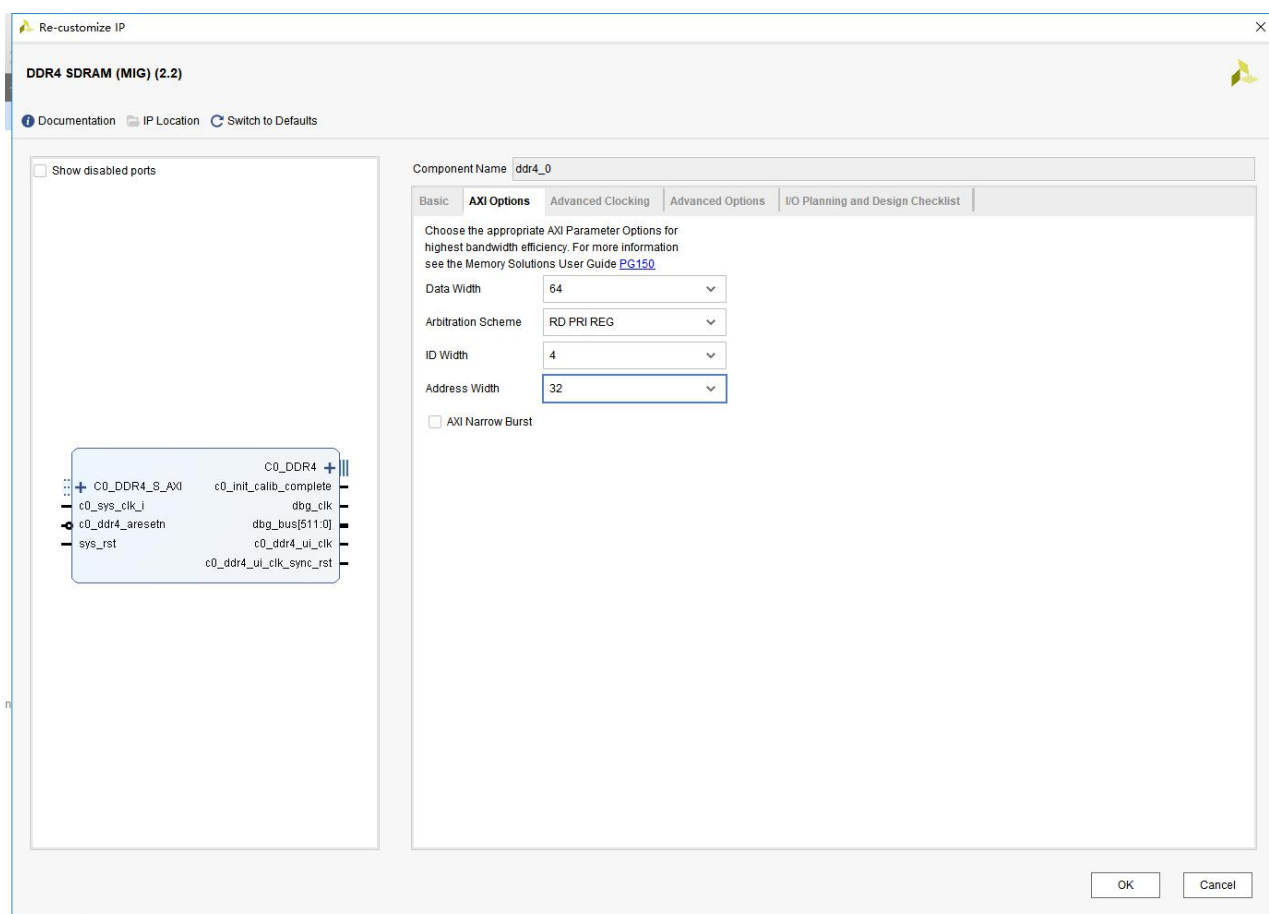 Re-customize IP
DDR4 SDRAM (MIG) (2.2)
Documentation IP Location Switch to Defaults
Show disabled ports
C0_DDR4
C0_DDR4_S_AXI c0_init_calib_complete
c0_sys_clk_i dbg_clk
c0_ddr4_aresetn dbg_bus[511:0]
sys_rst c0_ddr4_ui_clk
c0_ddr4_ui_clk_sync_rst
Component Name ddr4_0
Basic AXI Options Advanced Clocking Advanced Options I/O Planning and Design Checklist
Choose the appropriate AXI Parameter Options for
highest bandwidth efficiency. For more information
see the Memory Solutions User Guide PG150
Data Width 64
Arbitration Scheme RD PRI REG
ID Width 4
Address Width 32
AXI Narrow Burst
n
OK Cancel